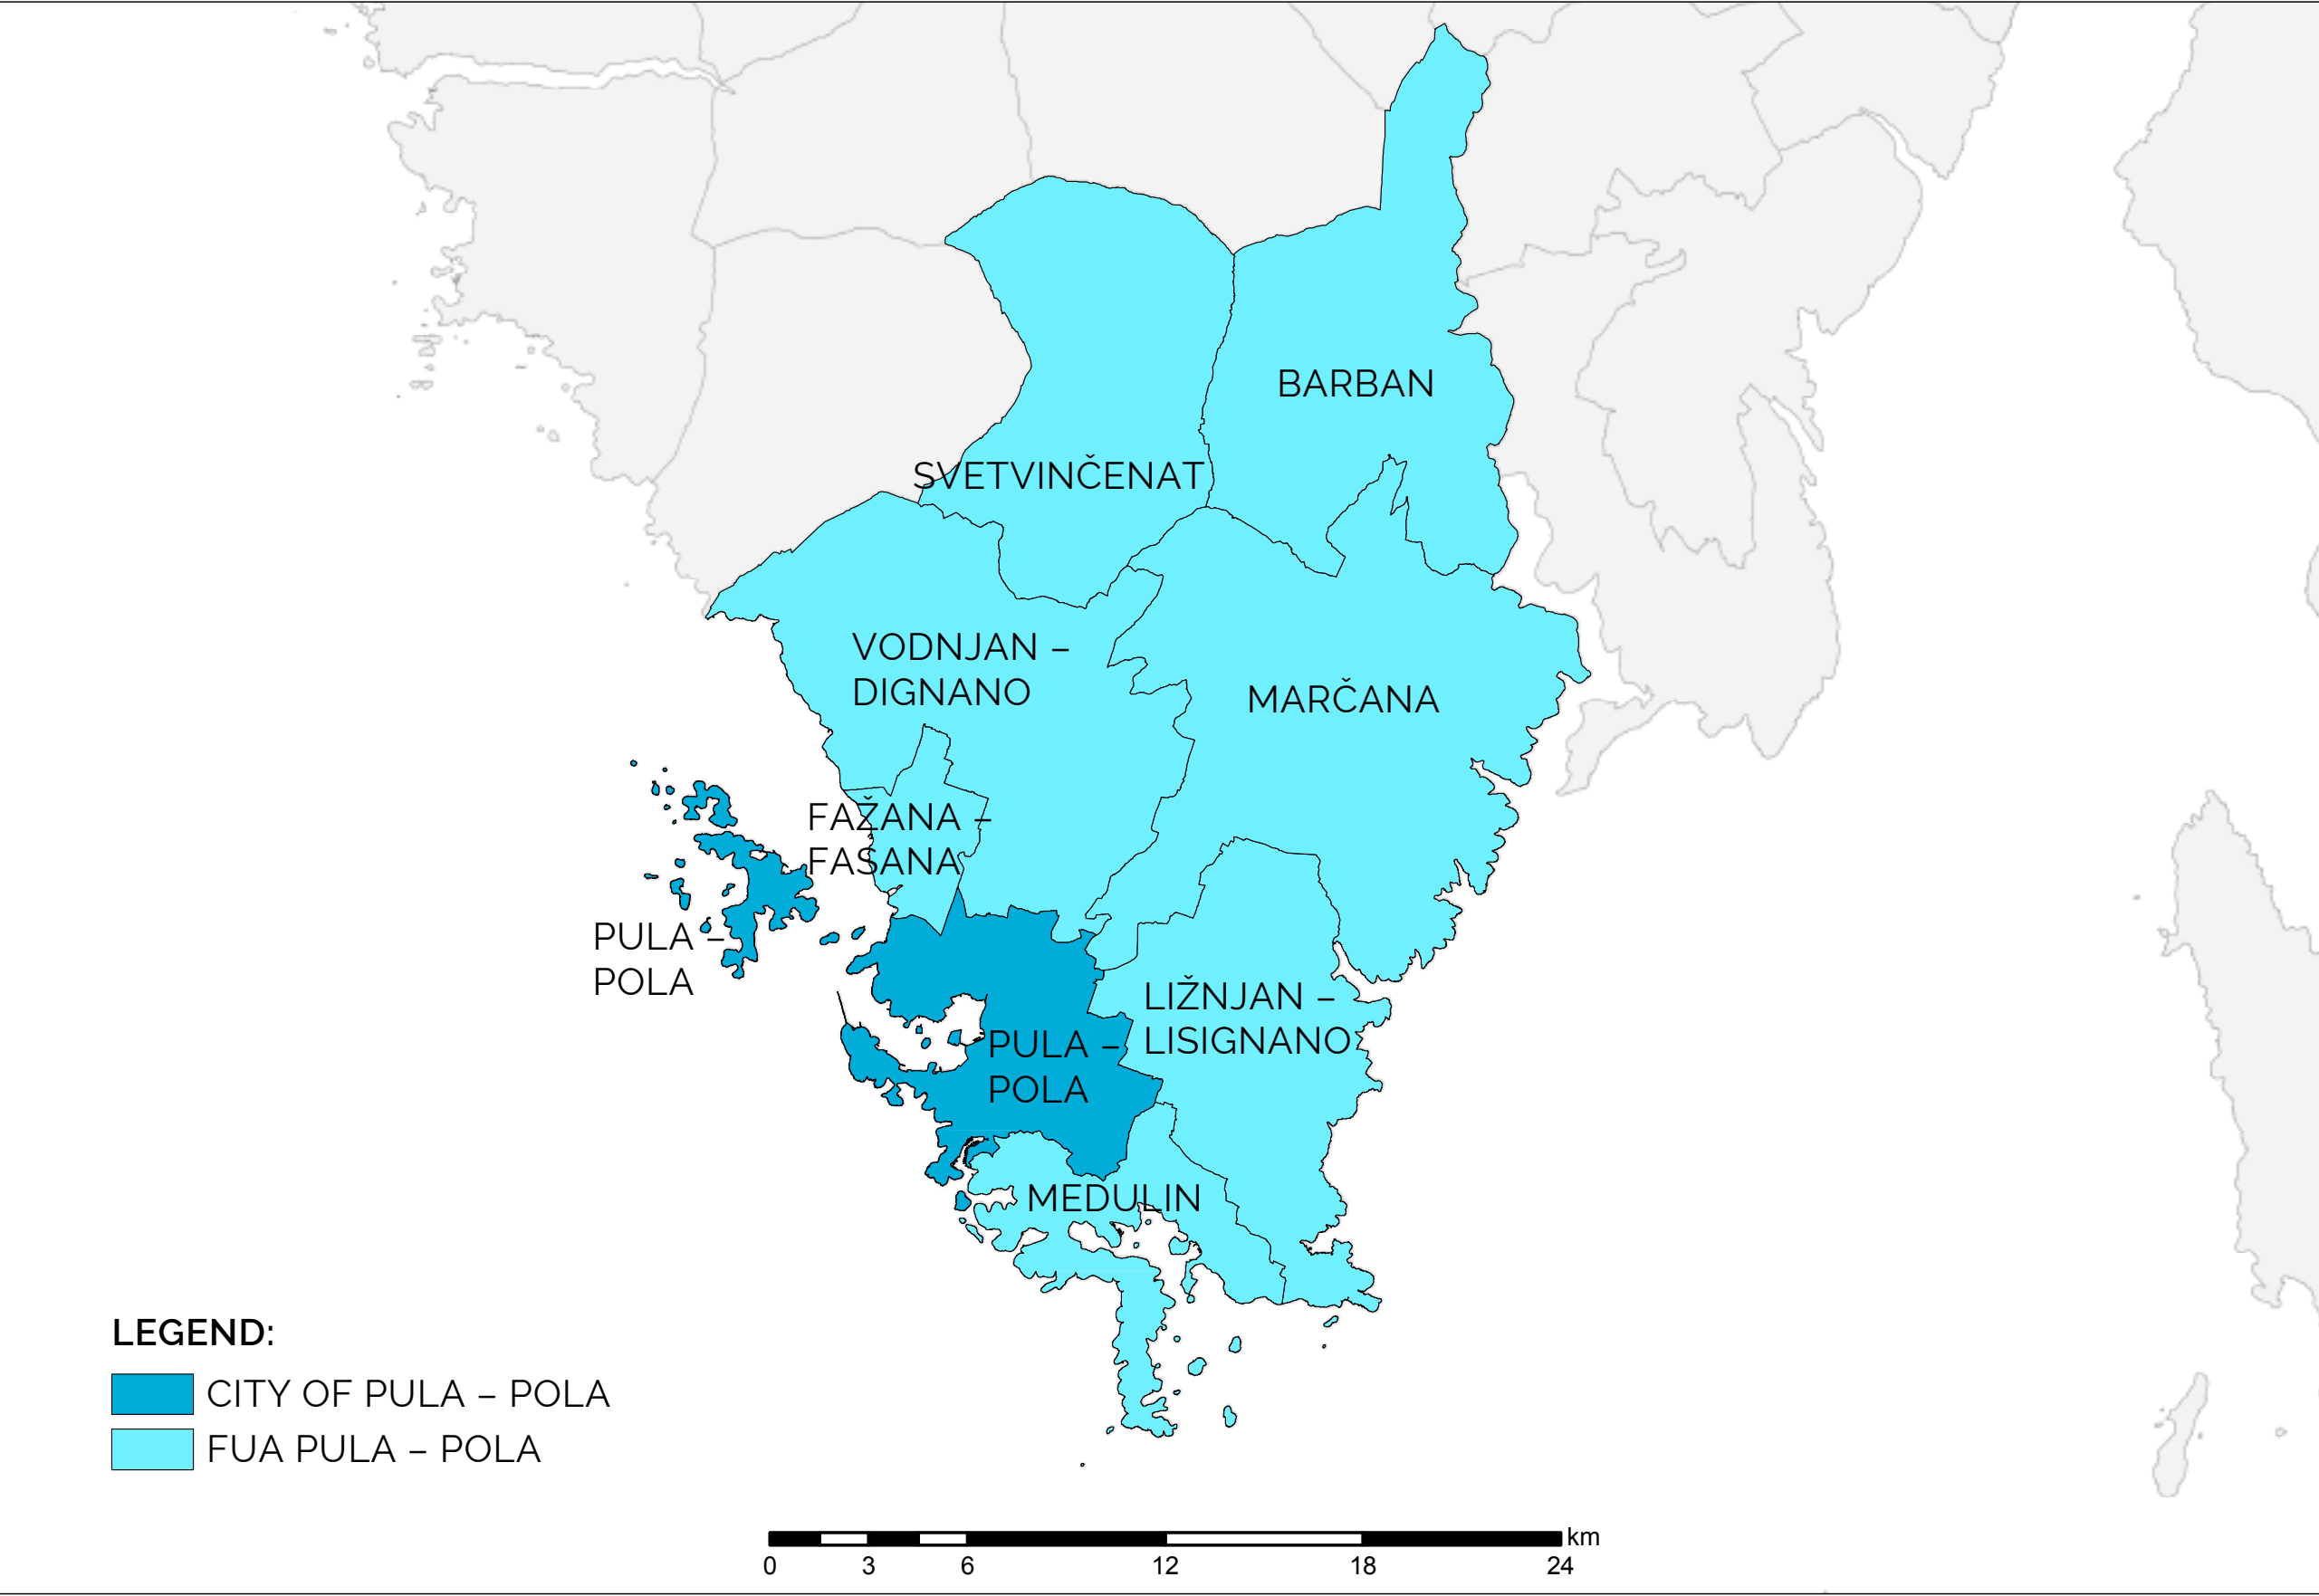 BARBAN
SVETVINČENAT
VODNJAN –
DIGNANO
MARČANA
FAŽANA –
FASANA
PULA –
POLA
LIŽNJAN –
LISIGNANO
PULA –
POLA
MEDULIN
LEGEND:
CITY OF PULA – POLA
FUA PULA – POLA
km
0 3 6 12 18 24